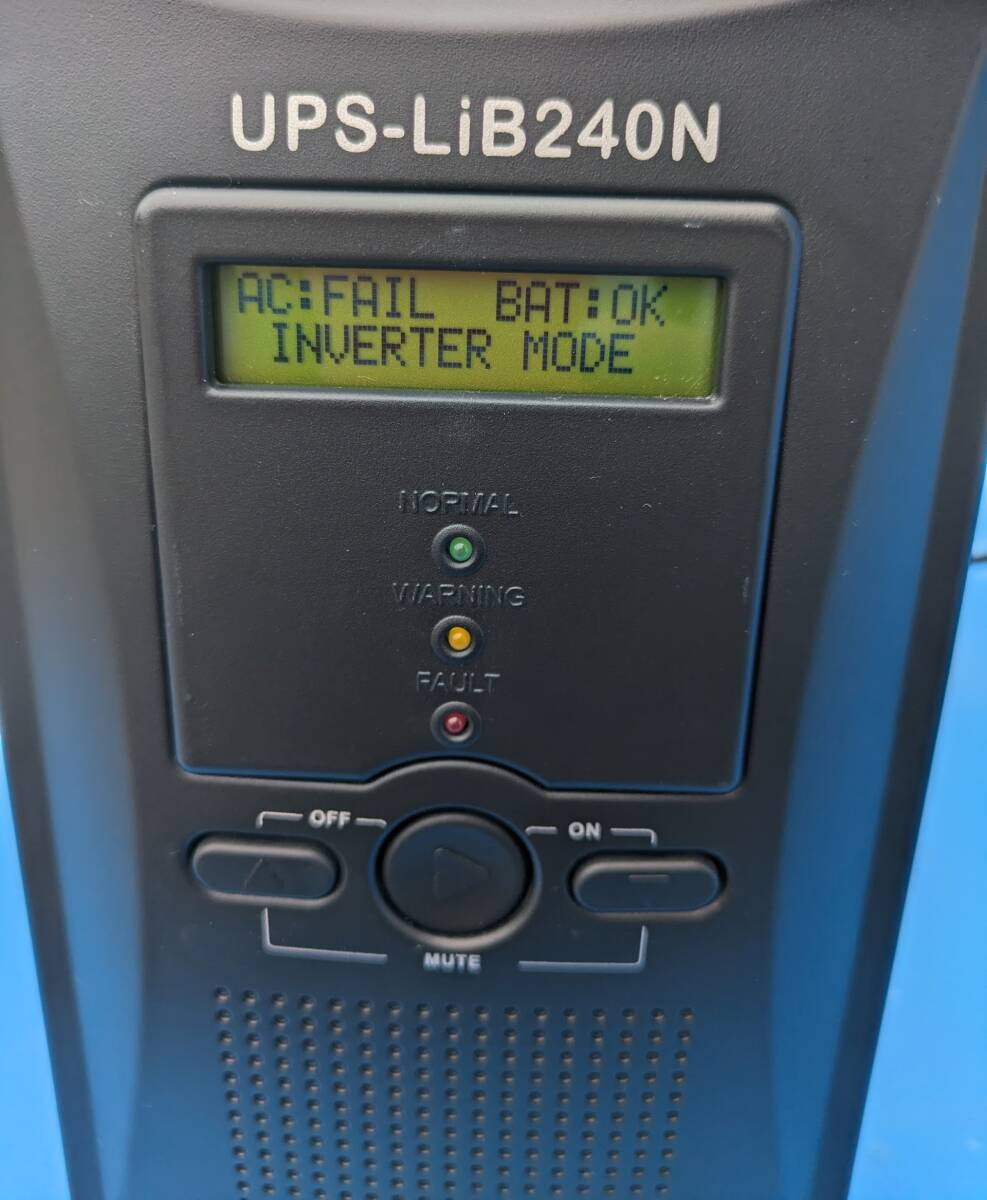 UPS-LiB240N
AC:FAIL BAT:OK
INVERTER MODE
NORMAL
WARNING
FAULT
OFF ON
MUTE